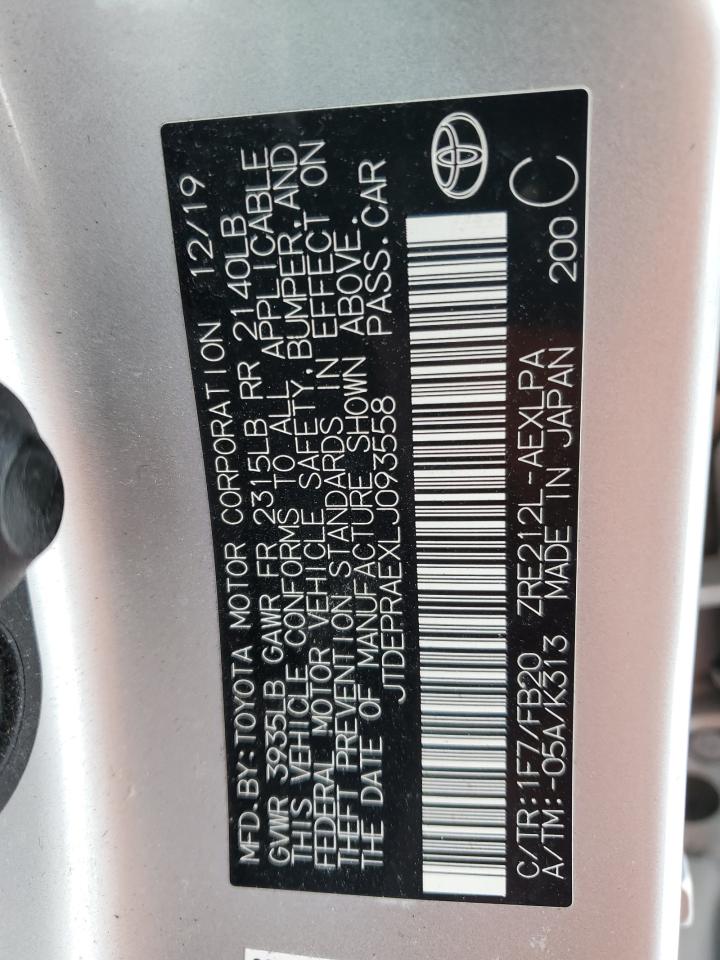 MFD. BY: TOYOTA MOTOR CORPORATION 12/19
GVWR 3935LB GAWR FR 2315LB RR 2140LB
THIS VEHICLE CONFORMS TO ALL APPLICABLE
FEDERAL MOTOR VEHICLE SAFETY, BUMPER, AND
THEFT PREVENTION STANDARDS IN EFFECT ON
THE DATE OF MANUFACTURE SHOWN ABOVE.
JTDEPRAEXLJ093558 PASS. CAR
C/TR: 1F7/FB20 ZRE212L-AEXLPA 200 C
A/TM: -05A/K313 MADE IN JAPAN